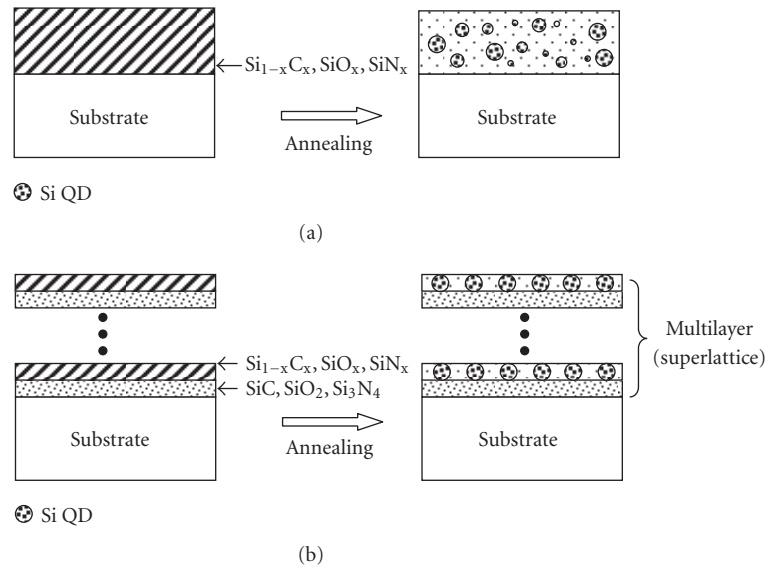 Si₁₋ₓCₓ, SiOₓ, SiNₓ
Substrate
Annealing
Substrate
Si QD
(a)
Si₁₋ₓCₓ, SiOₓ, SiNₓ
SiC, SiO₂, Si₃N₄
Multilayer
(superlattice)
Substrate
Annealing
Substrate
Si QD
(b)